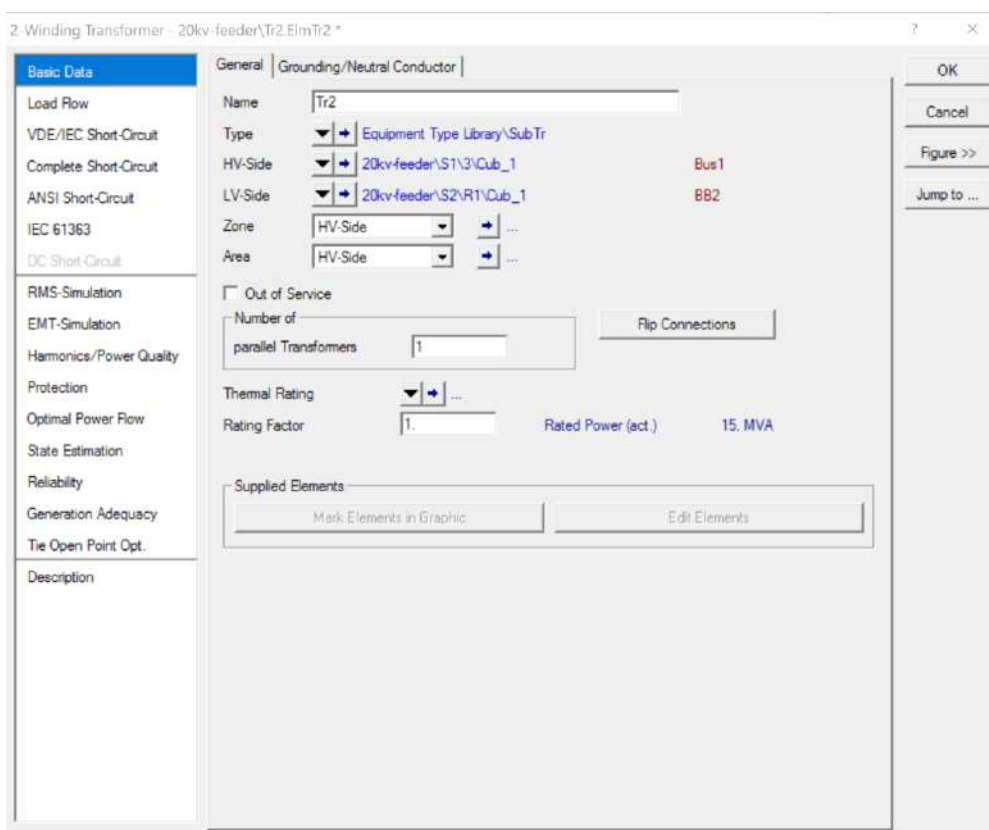 2-Winding Transformer - 20kv-feeder\Tr2.ElmTr2 *
?
×
Basic Data
Load Flow
VDE/IEC Short-Circuit
Complete Short-Circuit
ANSI Short-Circuit
IEC 61363
DC Short-Circuit
RMS-Simulation
EMT-Simulation
Harmonics/Power Quality
Protection
Optimal Power Flow
State Estimation
Reliability
Generation Adequacy
Tie Open Point Opt.
Description
General
Grounding/Neutral Conductor
Name Tr2
Type Equipment Type Library\SubTr
HV-Side 20kv-feeder\S1\3\Cub_1 Bus1
LV-Side 20kv-feeder\S2\R1\Cub_1 BB2
Zone HV-Side ...
Area HV-Side ...
Out of Service
Number of
parallel Transformers 1
Flip Connections
Thermal Rating ...
Rating Factor 1. Rated Power (act.) 15. MVA
Supplied Elements
Mark Elements in Graphic
Edit Elements
OK
Cancel
Figure >>
Jump to ...